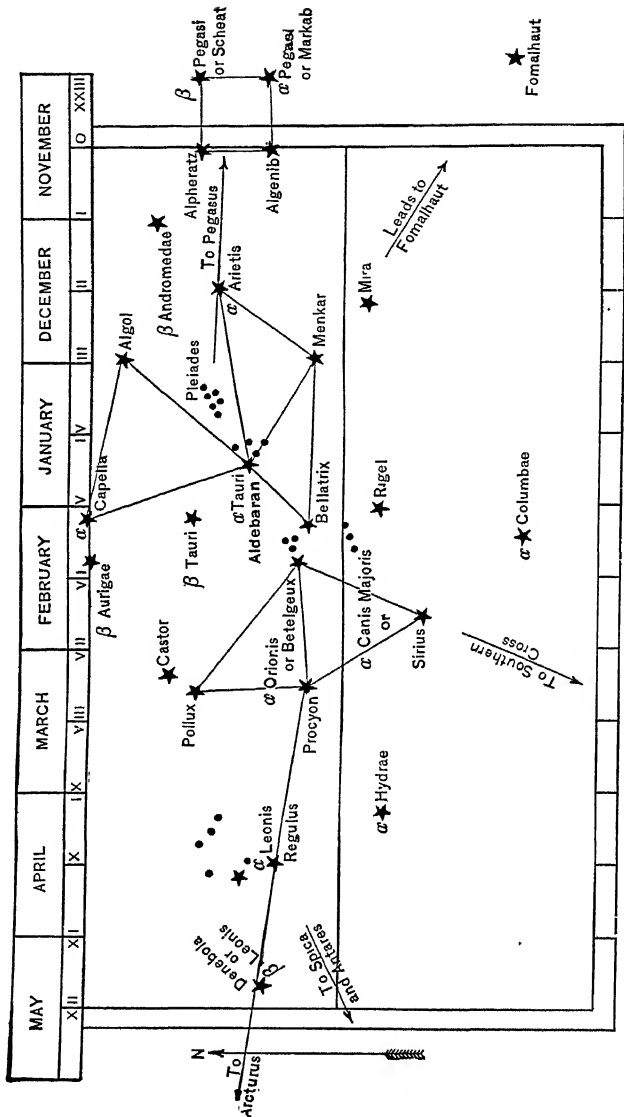 MAY APRIL MARCH FEBRUARY JANUARY DECEMBER NOVEMBER
XII XI X IX VIII VII VI V IV III II I O XXIII
α Capella
β Aurigae
Algol
β Andromedae
β Pegasi
or Scheat
Alpheratz
To Pegasus
α Arietis
Pleiades
β Tauri
Castor
Pollux
α Pegasi
or Markab
Algenib
α Tauri
Aldebaran
Menkar
Bellatrix
α Orionis
or Betelgeux
Procyon
α Leonis
Regulus
Denebola
or
β Leonis
To
Arcturus
N
To Spica
and Antares
α Hydrae
α Canis Majoris
or
Sirius
Rigel
Mira
Leads to
Fomalhaut
Fomalhaut
α Columbae
To Southern
Cross